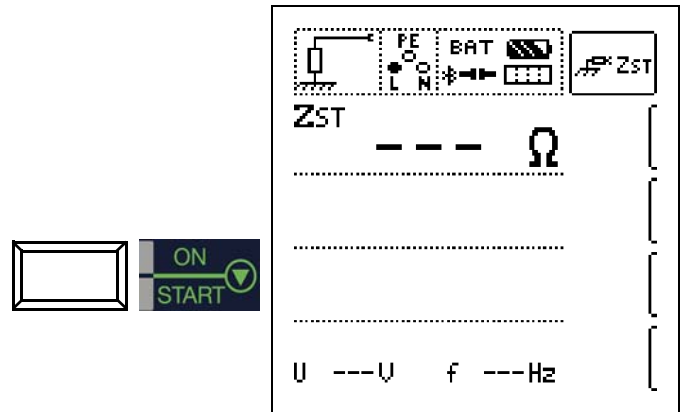 PE
BAT
L N
ZST
ZST
--- Ω
ON
START
U ---V f ---Hz